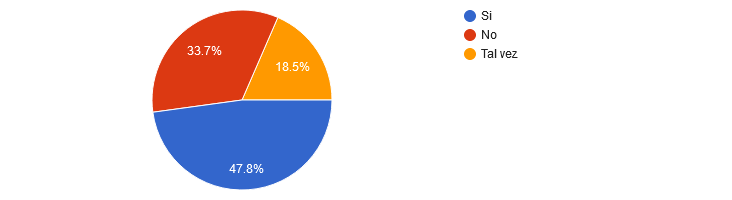 33.7%
18.5%
47.8%
Si
No
Tal vez